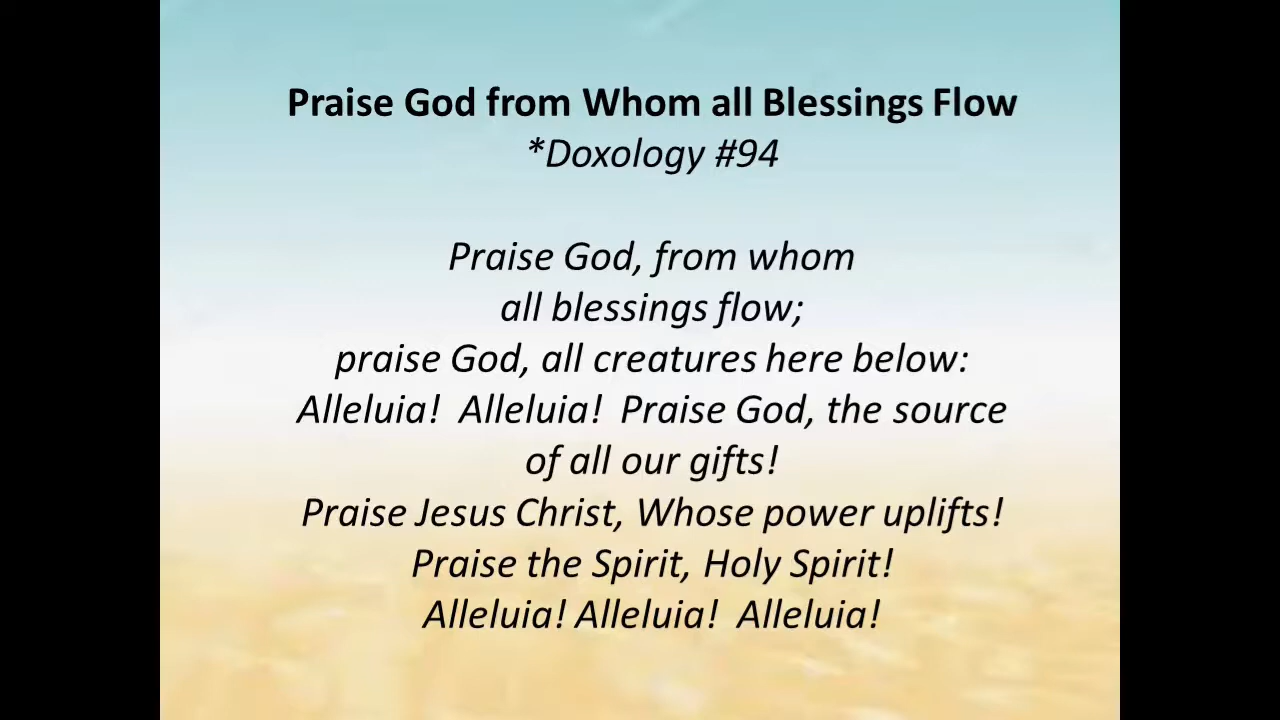 Praise God from Whom all Blessings Flow
*Doxology #94
Praise God, from whom
all blessings flow;
praise God, all creatures here below:
Alleluia!  Alleluia!  Praise God, the source
of all our gifts!
Praise Jesus Christ, Whose power uplifts!
Praise the Spirit, Holy Spirit!
Alleluia! Alleluia!  Alleluia!